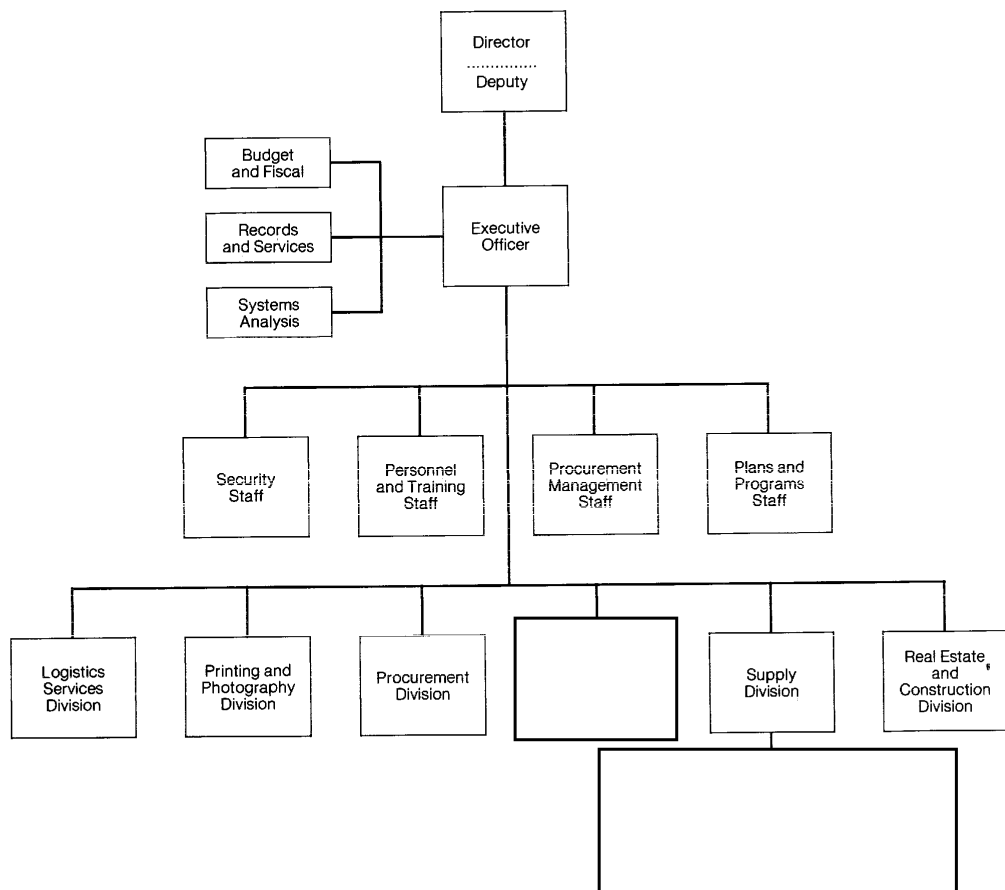 Director
Deputy
Budget
and Fiscal
Records
and Services
Systems
Analysis
Executive
Officer
Security
Staff
Personnel
and Training
Staff
Procurement
Management
Staff
Plans and
Programs
Staff
Logistics
Services
Division
Printing and
Photography
Division
Procurement
Division
Supply
Division
Real Estate
and
Construction
Division